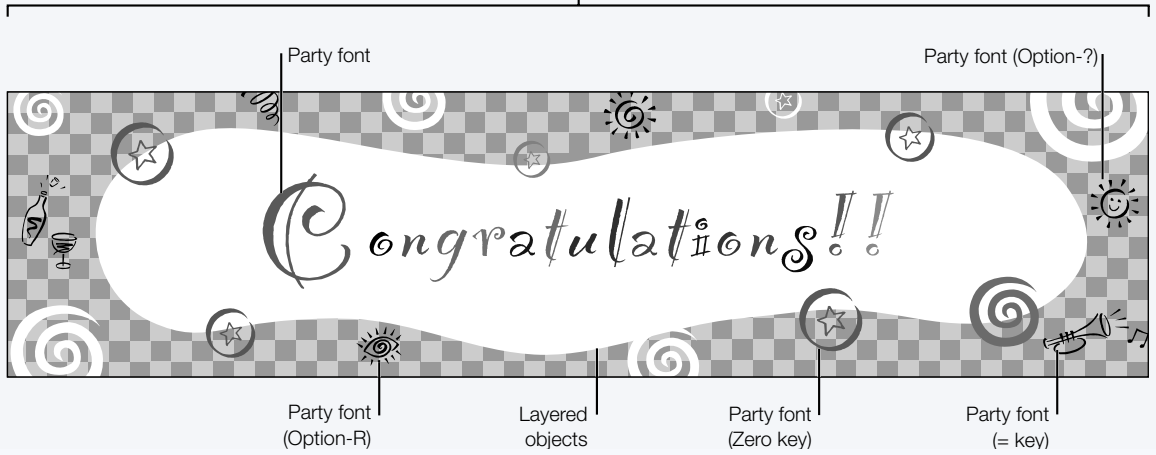 Party font
Party font (Option-?)
Congratulations!!
Party font
(Option-R)
Layered
objects
Party font
(Zero key)
Party font
(= key)